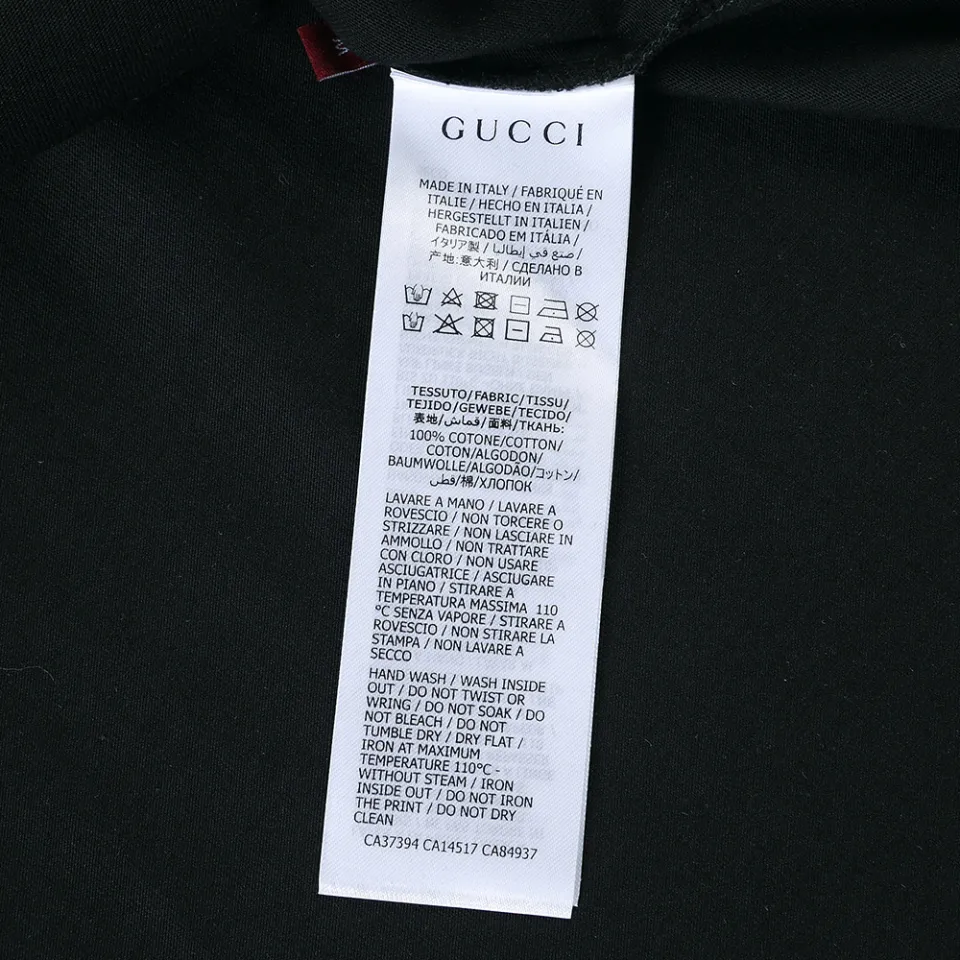 M
GUCCI
MADE IN ITALY / FABRIQUÉ EN
ITALIE / HECHO EN ITALIA /
HERGESTELLT IN ITALIEN /
FABRICADO EM ITÁLIA /
イタリア製 / صنع في إيطاليا /
产地:意大利 / СДЕЛАНО В
ИТАЛИИ
TESSUTO/FABRIC/TISSU/
TEJIDO/GEWEBE/TECIDO/
表地/قماش/面料/ТКАНЬ:
100% COTONE/COTTON/
COTON/ALGODON/
BAUMWOLLE/ALGODÃO/コットン/
قطن/棉/ХЛОПОК
LAVARE A MANO / LAVARE A
ROVESCIO / NON TORCERE O
STRIZZARE / NON LASCIARE IN
AMMOLLO / NON TRATTARE
CON CLORO / NON USARE
ASCIUGATRICE / ASCIUGARE
IN PIANO / STIRARE A
TEMPERATURA MASSIMA 110
°C SENZA VAPORE / STIRARE A
ROVESCIO / NON STIRARE LA
STAMPA / NON LAVARE A
SECCO
HAND WASH / WASH INSIDE
OUT / DO NOT TWIST OR
WRING / DO NOT SOAK / DO
NOT BLEACH / DO NOT
TUMBLE DRY / DRY FLAT /
IRON AT MAXIMUM
TEMPERATURE 110°C -
WITHOUT STEAM / IRON
INSIDE OUT / DO NOT IRON
THE PRINT / DO NOT DRY
CLEAN
CA37394 CA14517 CA84937